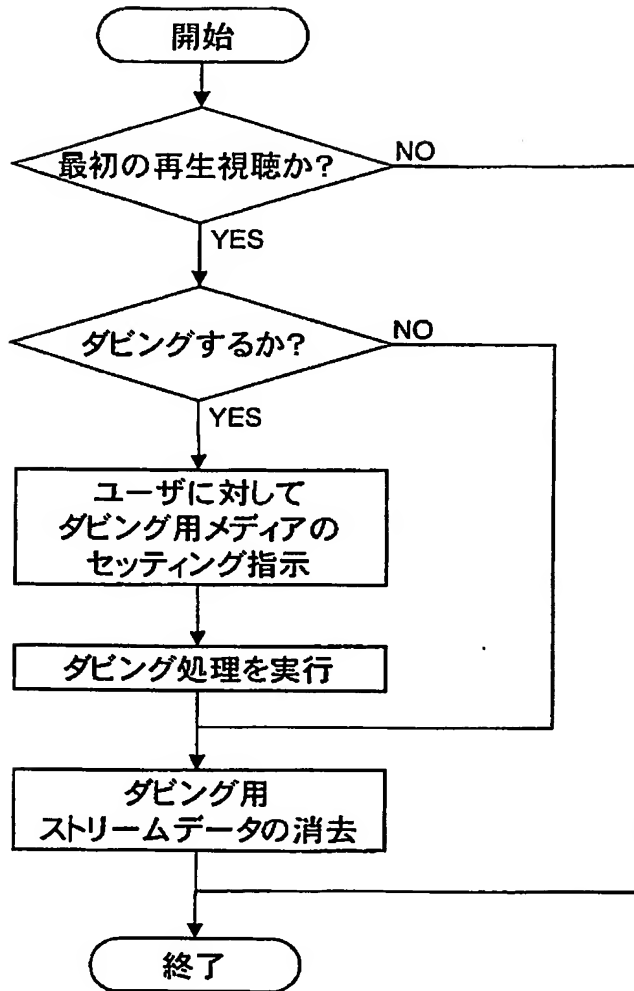 開始
最初の再生視聴か?
NO
YES
ダビングするか?
NO
YES
ユーザに対して
ダビング用メディアの
セッティング指示
ダビング処理を実行
ダビング用
ストリームデータの消去
終了